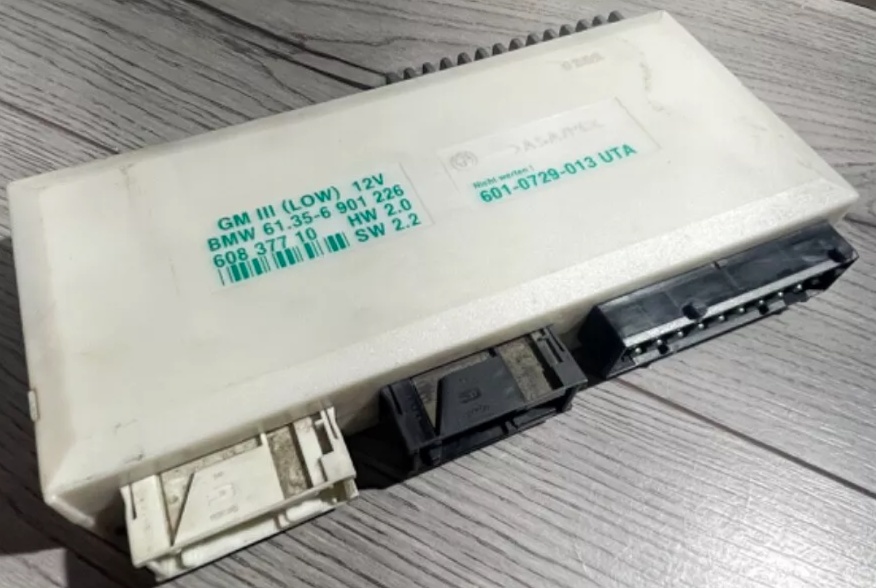 GM III (LOW) 12V
BMW 61.35-6 901 226
608 377 10 HW 2.0
SW 2.2
Nicht werfen !
601-0729-013 UTA